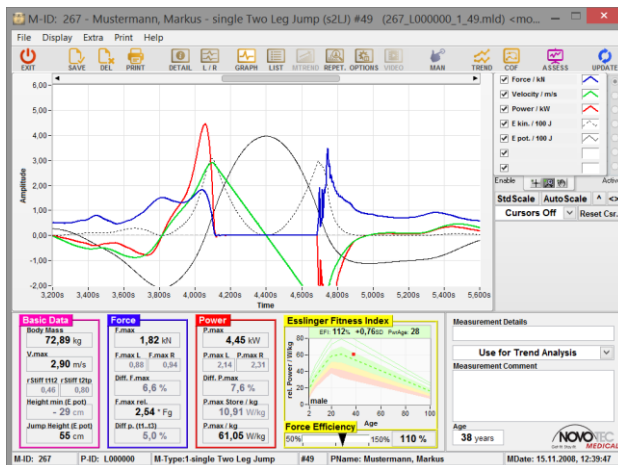 M-ID: 267 - Mustermann, Markus - single Two Leg Jump (s2LJ) #49 (267_L000000_1_49.mld) <mo...
File Display Extra Print Help
EXIT SAVE DEL PRINT DETAIL L / R GRAPH LIST MTREND REPET. OPTIONS VIDEO MAN TREND COF ASSESS UPDATE
Force / kN
Velocity / m/s
Power / kW
E kin. / 100 J
E pot. / 100 J
Enable
StdScale AutoScale ^ <>
Cursors Off Reset Csr.
Amplitude
6,00
5,00
4,00
3,00
2,00
1,00
0,00
-1,00
-2,00
3,200s 3,400s 3,600s 3,800s 4,000s 4,200s 4,400s 4,600s 4,800s 5,000s 5,200s 5,400s 5,600s
Time
Basic Data
Body Mass
72,89 kg
V.max
2,90 m/s
rStiff t1t2 r.Stiff t2tp
0,46 0,80
Height min (E pot)
- 29 cm
Jump Height (E pot)
55 cm
Force
F.max
1,82 kN
F.max L F.max R
0,88 0,94
Diff. F.max
6,6 %
F.max rel.
2,54 * Fg
Diff p. (t1..t3)
5,0 %
Power
P.max
4,45 kW
P.max L P.max R
2,14 2,31
Diff. P.max
7,6 %
P.max Store / kg
10,91 W/kg
P.max / kg
61,05 W/kg
Esslinger Fitness Index
EFI: 112% +0,76SD PwrAge: 28
rel. Power / W/kg
80
60
40
20
0
male
2 20 40 60 80 100
Age
Force Efficiency
50% 150% 110 %
Measurement Details
Use for Trend Analysis
Measurement Comment
Age
38 years
NOVOTEC
MEDICAL
M-ID: 267 P-ID: L000000 M-Type:1-single Two Leg Jump #49 PName: Mustermann, Markus MDate: 15.11.2008, 12:39:47